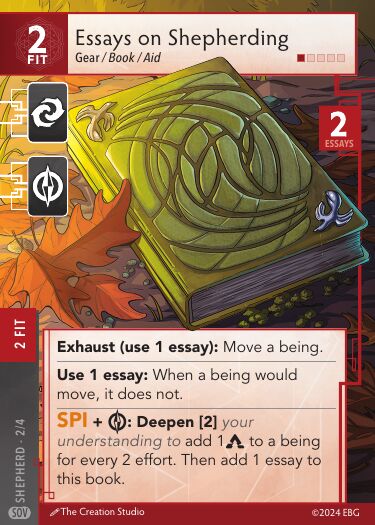 2
FIT
Essays on Shepherding
Gear / Book / Aid
2
ESSAYS
2 FIT
Exhaust (use 1 essay): Move a being.
Use 1 essay: When a being would
move, it does not.
SPI + : Deepen [2] your
understanding to add 1 to a being
for every 2 effort. Then add 1 essay to
this book.
SHEPHERD - 2/4
SOV
The Creation Studio
©2024 EBG